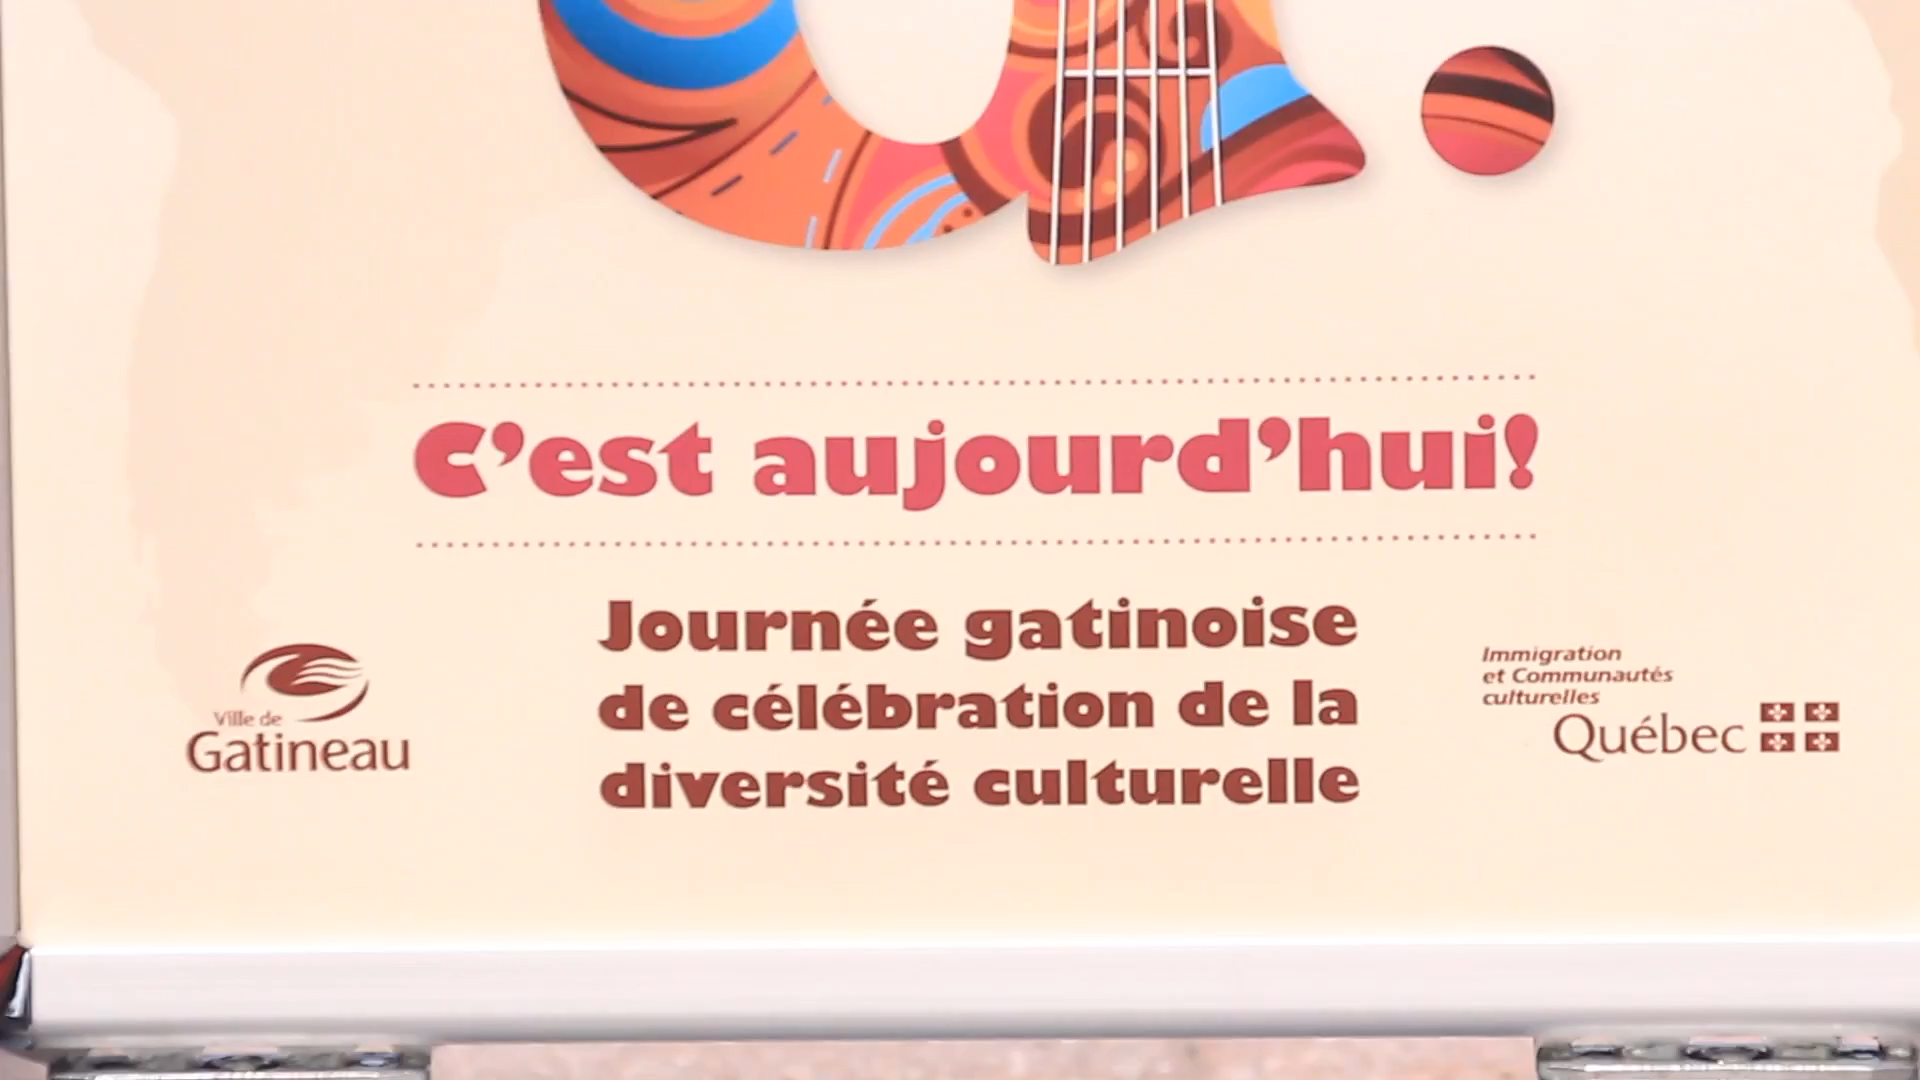 C'est aujourd'hui!
Journée gatinoise
de célébration de la
diversité culturelle
Ville de
Gatineau
Immigration
et Communautés
culturelles
Québec